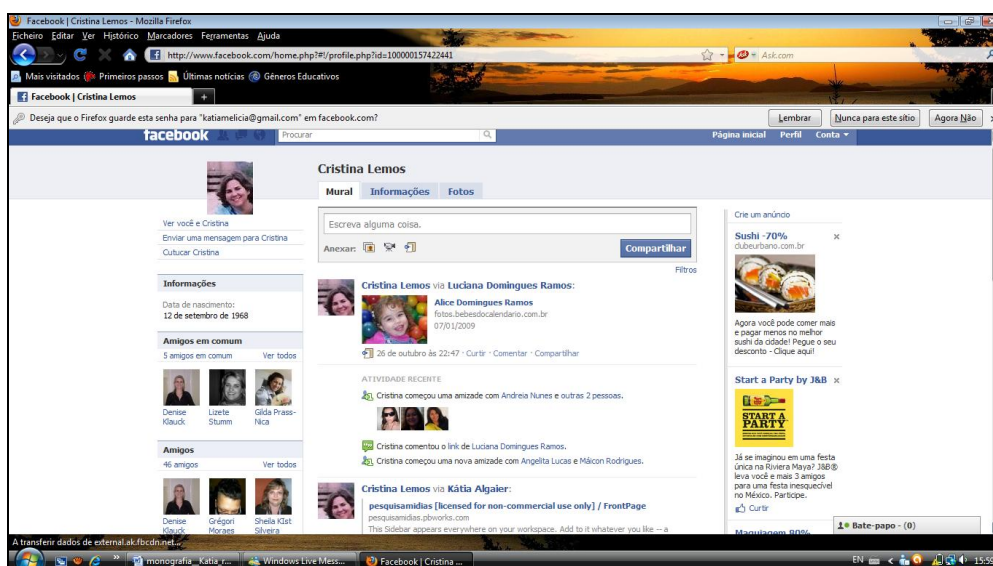 Facebook | Cristina Lemos - Mozilla Firefox
Ficheiro Editar Ver Histórico Marcadores Ferramentas Ajuda
http://www.facebook.com/home.php?#!/profile.php?id=100000157422441
Ask.com
Mais visitados Primeiros passos Últimas notícias Géneros Educativos
Facebook | Cristina Lemos
Deseja que o Firefox guarde esta senha para "katiamelicia@gmail.com" em facebook.com?
Lembrar Nunca para este sítio Agora Não
facebook Procurar Página inicial Perfil Conta
Cristina Lemos
Mural Informações Fotos
Ver você e Cristina
Enviar uma mensagem para Cristina
Cutucar Cristina
Informações
Data de nascimento:
12 de setembro de 1968
Amigos em comum
5 amigos em comum Ver todos
Denise Klauck
Lizete Stumm
Gilda Prass-Nica
Amigos
46 amigos Ver todos
Denise Klauck
Grégori Moraes
Sheila KIst Silveira
Escreva alguma coisa.
Anexar: Compartilhar
Filtros
Cristina Lemos via Luciana Domingues Ramos:
Alice Domingues Ramos
fotos.bebesdocalendario.com.br
07/01/2009
26 de outubro às 22:47 · Curtir · Comentar · Compartilhar
ATIVIDADE RECENTE
Cristina começou uma amizade com Andreia Nunes e outras 2 pessoas.
Cristina comentou o link de Luciana Domingues Ramos.
Cristina começou uma nova amizade com Angelita Lucas e Máicon Rodrigues.
Cristina Lemos via Kátia Algaier:
pesquisamidias [licensed for non-commercial use only] / FrontPage
pesquisamidias.pbworks.com
This Sidebar appears everywhere on your workspace. Add to it whatever you like -- a
Crie um anúncio
Sushi -70%
clubeurbano.com.br
Agora você pode comer mais
e pagar menos no melhor
sushi da cidade! Pegue o seu
desconto - Clique aqui!
Start a Party by J&B
START A
PARTY
Já se imaginou em uma festa
única na Riviera Maya? J&B®
leva você e mais 3 amigos
para uma festa inesquecível
no México. Participe.
Curtir
Maquiagem 80%
Bate-papo - (0)
A transferir dados de external.ak.fbcdn.net...
monografia_Katia_r... Windows Live Mess... Facebook | Cristina ... EN 15:59